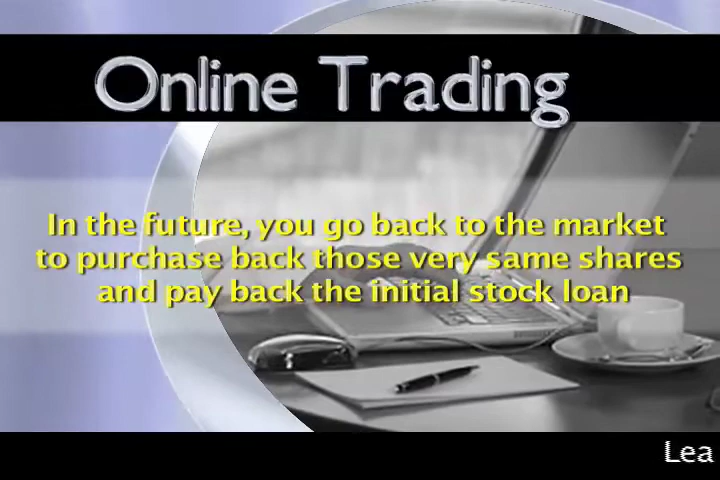 Online Trading
In the future, you go back to the market
to purchase back those very same shares
and pay back the initial stock loan
Lea